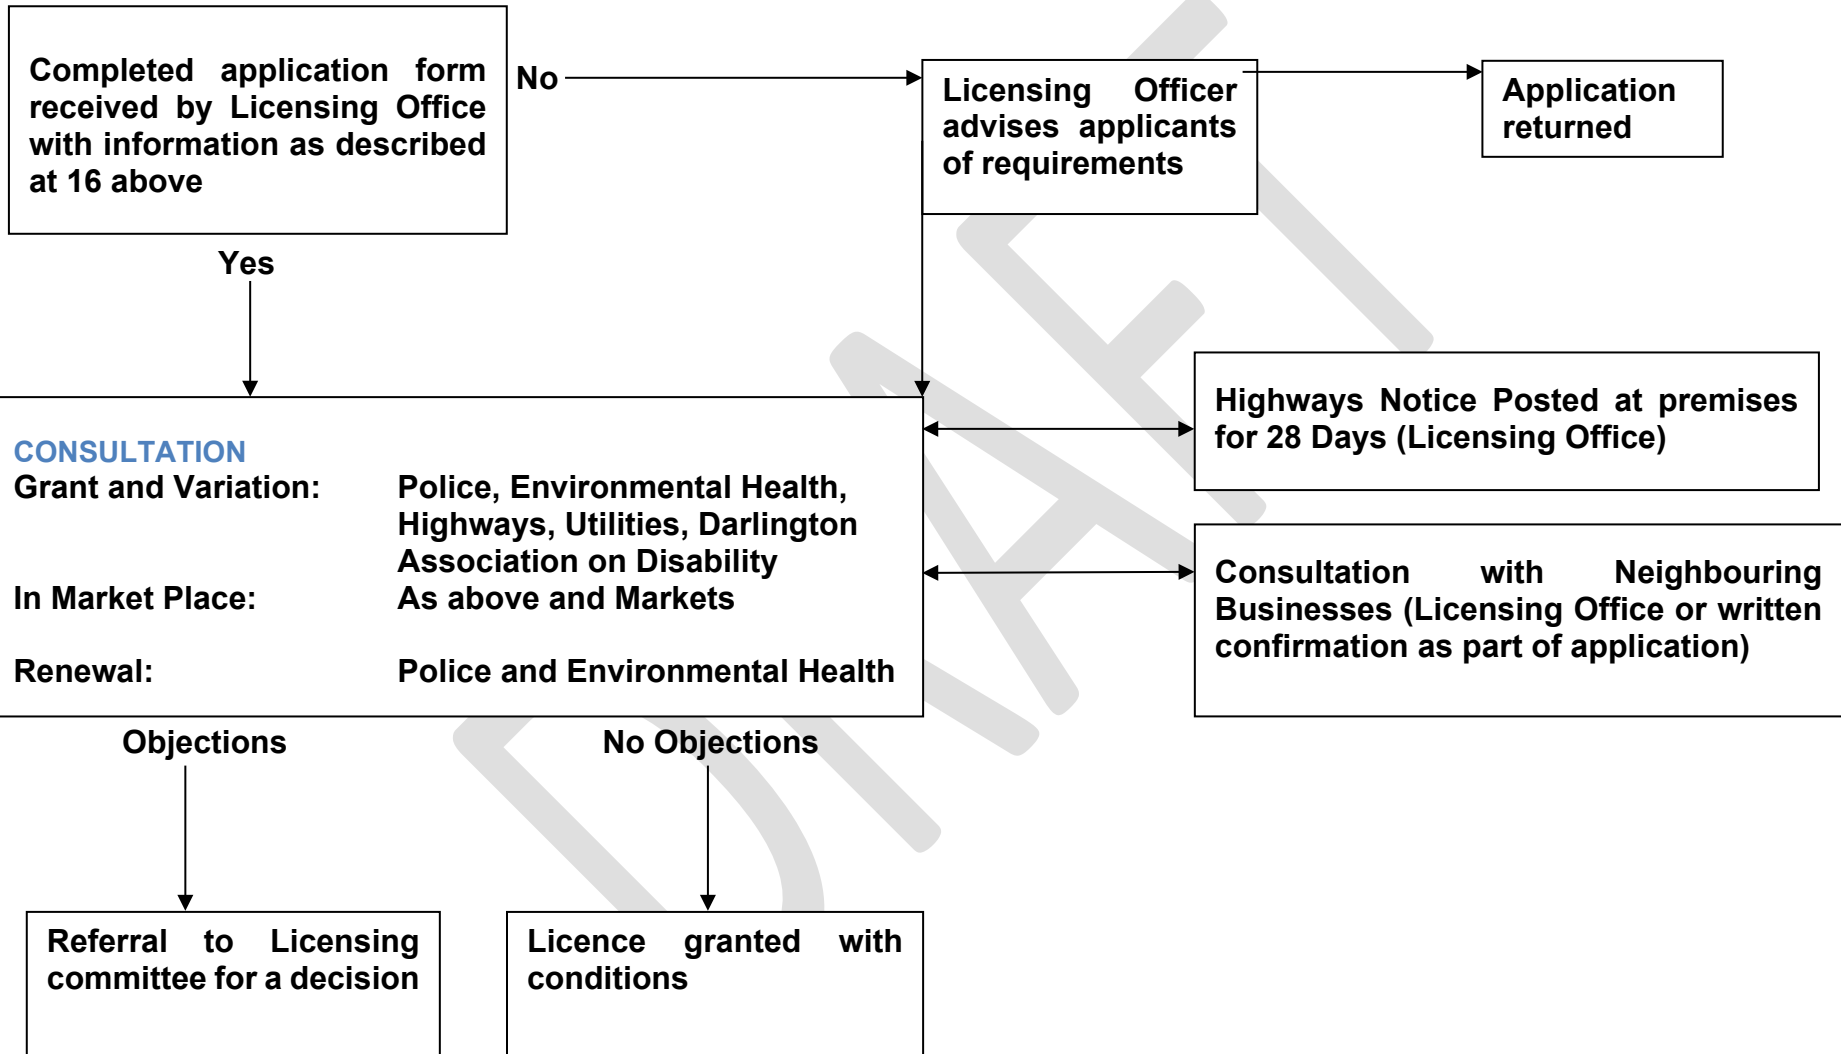 Completed application form
received by Licensing Office
with information as described
at 16 above
No
Licensing Officer
advises applicants
of requirements
Application
returned
Yes
CONSULTATION
Grant and Variation: Police, Environmental Health,
Highways, Utilities, Darlington
Association on Disability
In Market Place: As above and Markets
Renewal: Police and Environmental Health
Highways Notice Posted at premises
for 28 Days (Licensing Office)
Consultation with Neighbouring
Businesses (Licensing Office or written
confirmation as part of application)
Objections
No Objections
Referral to Licensing
committee for a decision
Licence granted with
conditions
DRAFT